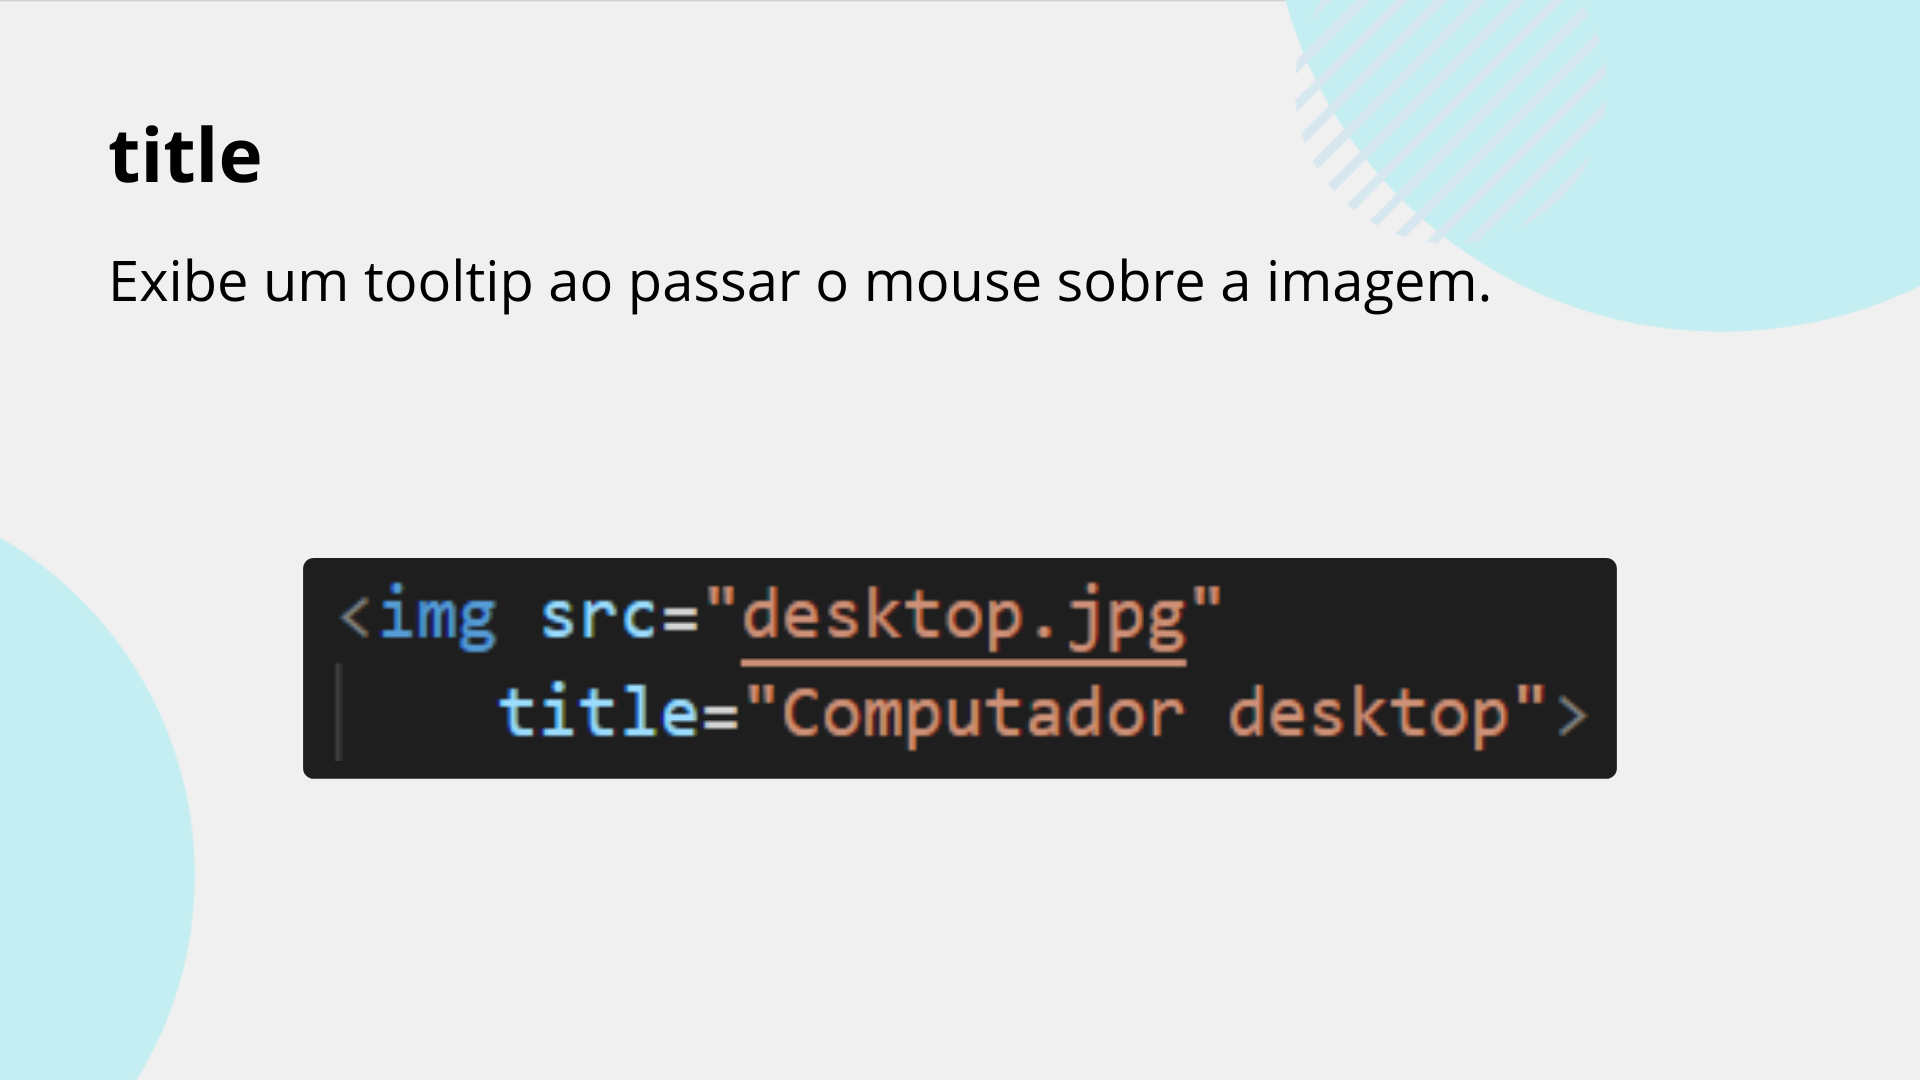 title
Exibe um tooltip ao passar o mouse sobre a imagem.
<img src="desktop.jpg"
title="Computador desktop">